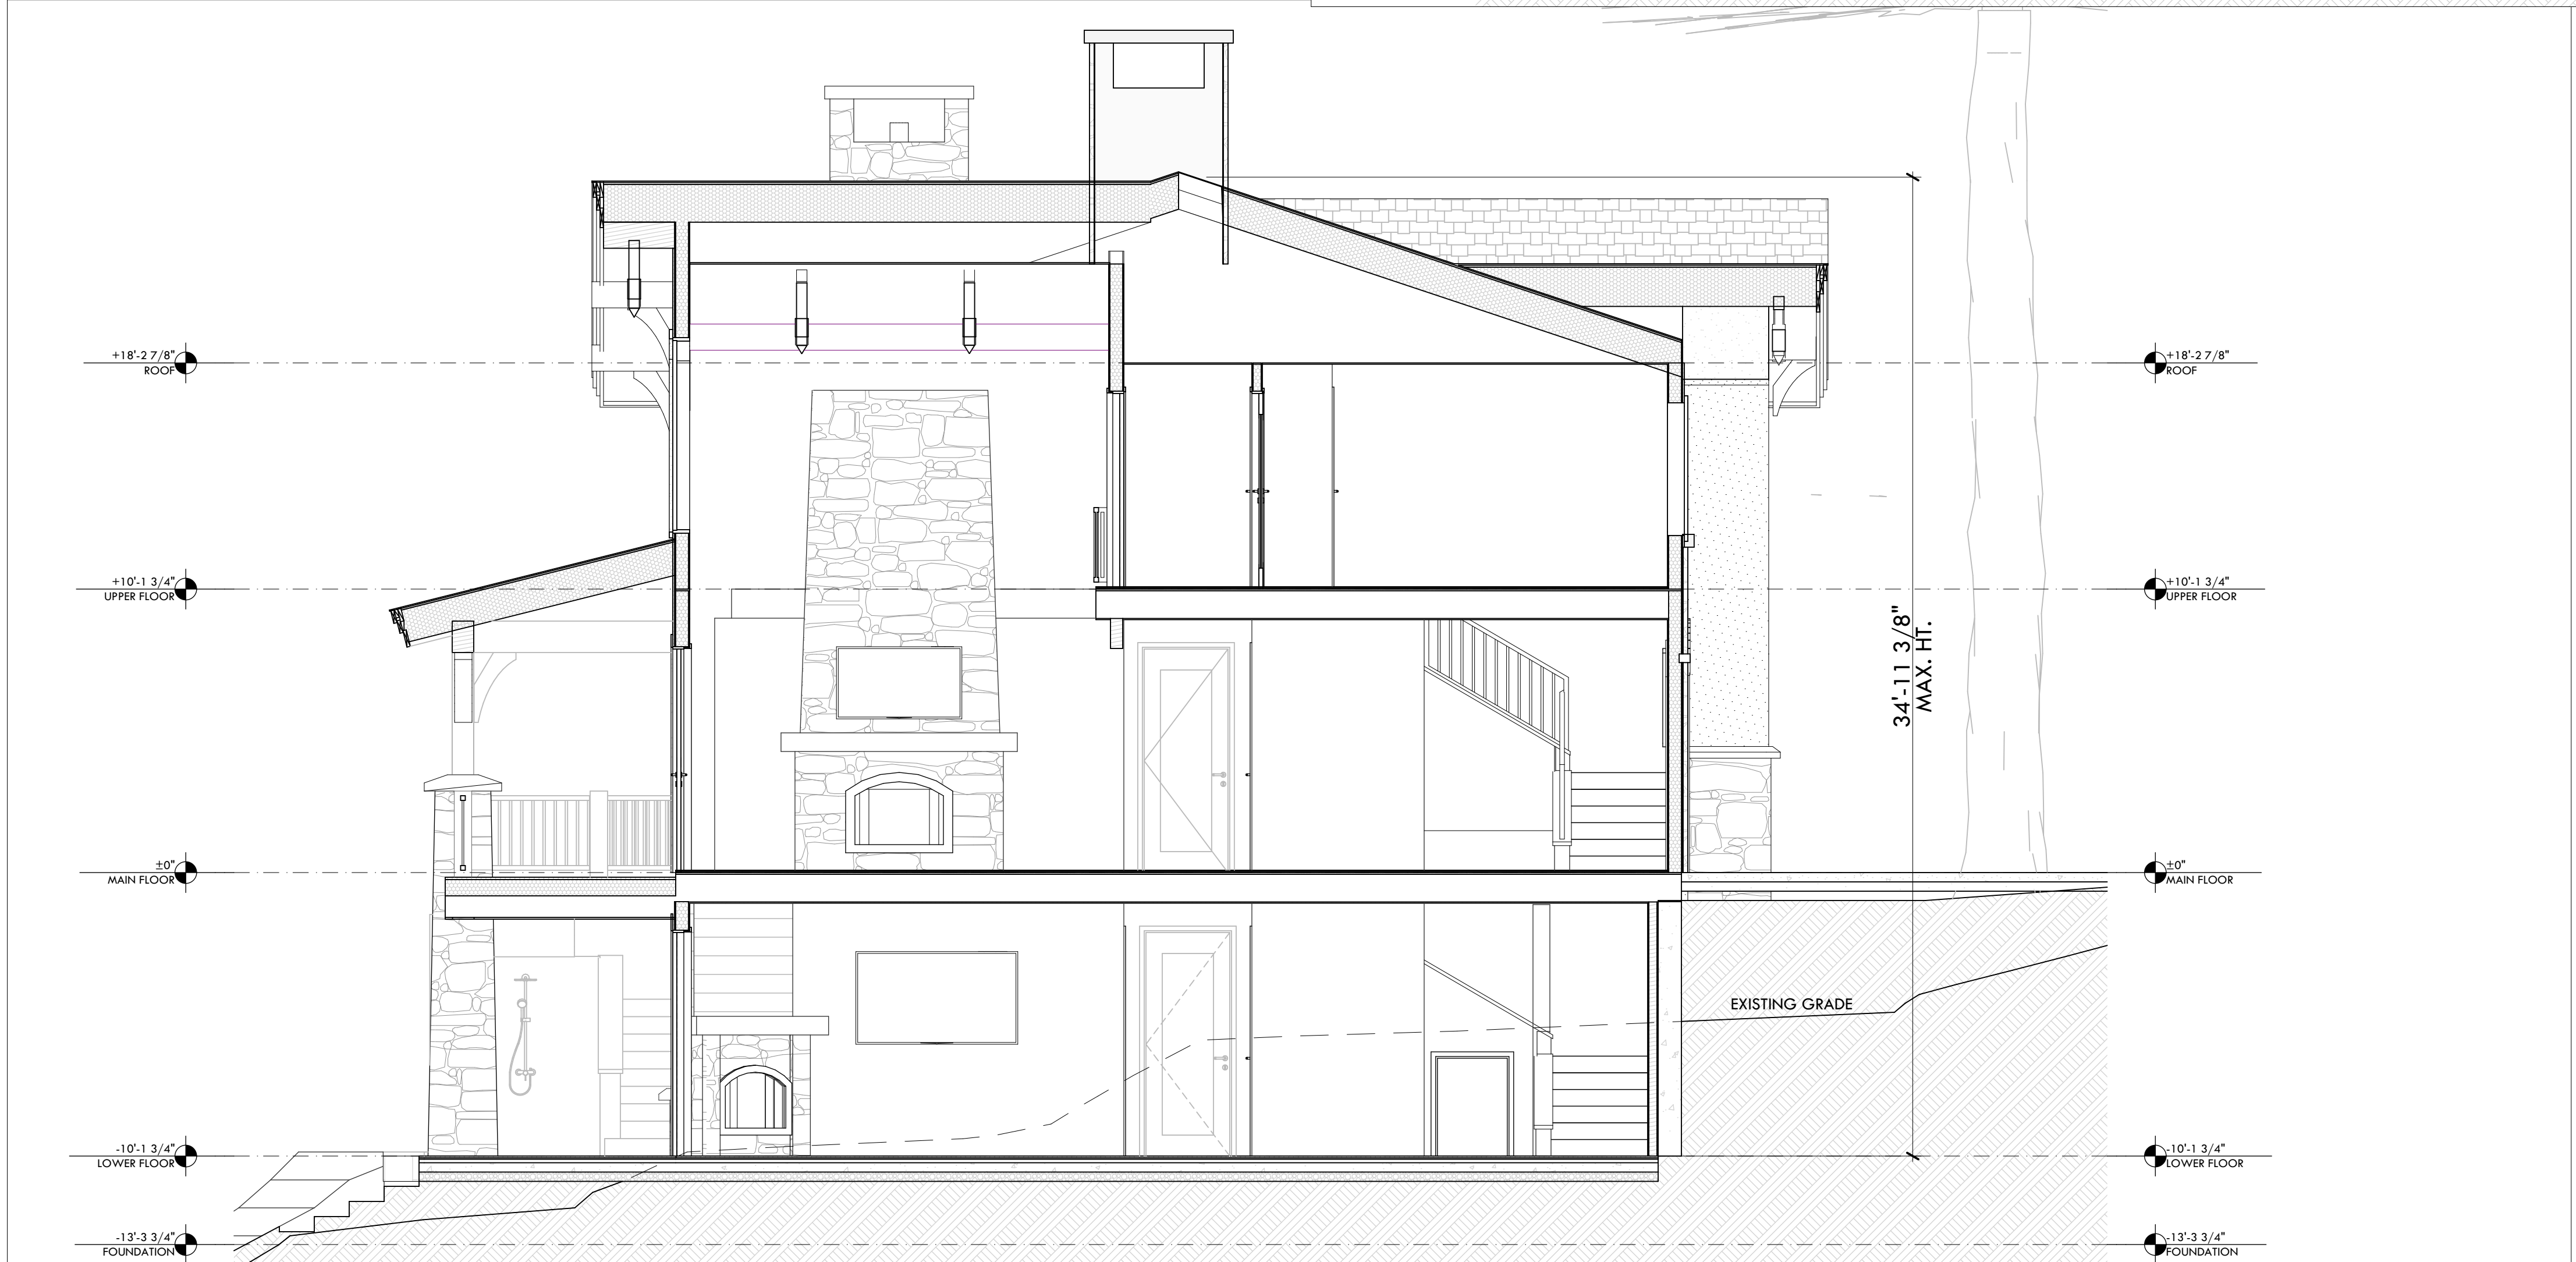 +18'-2 7/8"
ROOF
+18'-2 7/8"
ROOF
+10'-1 3/4"
UPPER FLOOR
+10'-1 3/4"
UPPER FLOOR
34'-11 3/8"
MAX. HT.
±0"
MAIN FLOOR
±0"
MAIN FLOOR
EXISTING GRADE
-10'-1 3/4"
LOWER FLOOR
-10'-1 3/4"
LOWER FLOOR
-13'-3 3/4"
FOUNDATION
-13'-3 3/4"
FOUNDATION